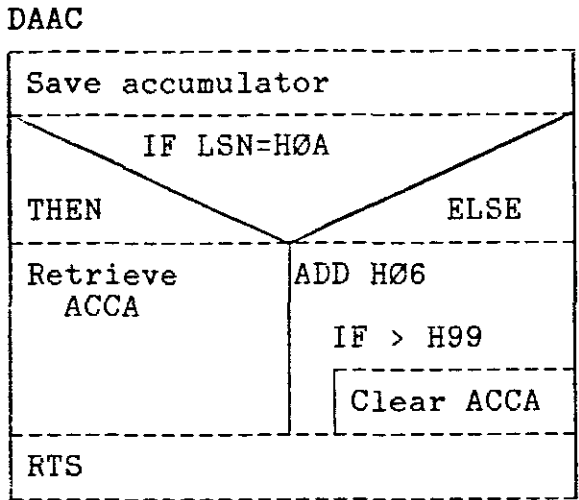 DAAC
Save accumulator
IF LSN=HØA
THEN
ELSE
Retrieve
ACCA
ADD HØ6
IF > H99
Clear ACCA
RTS